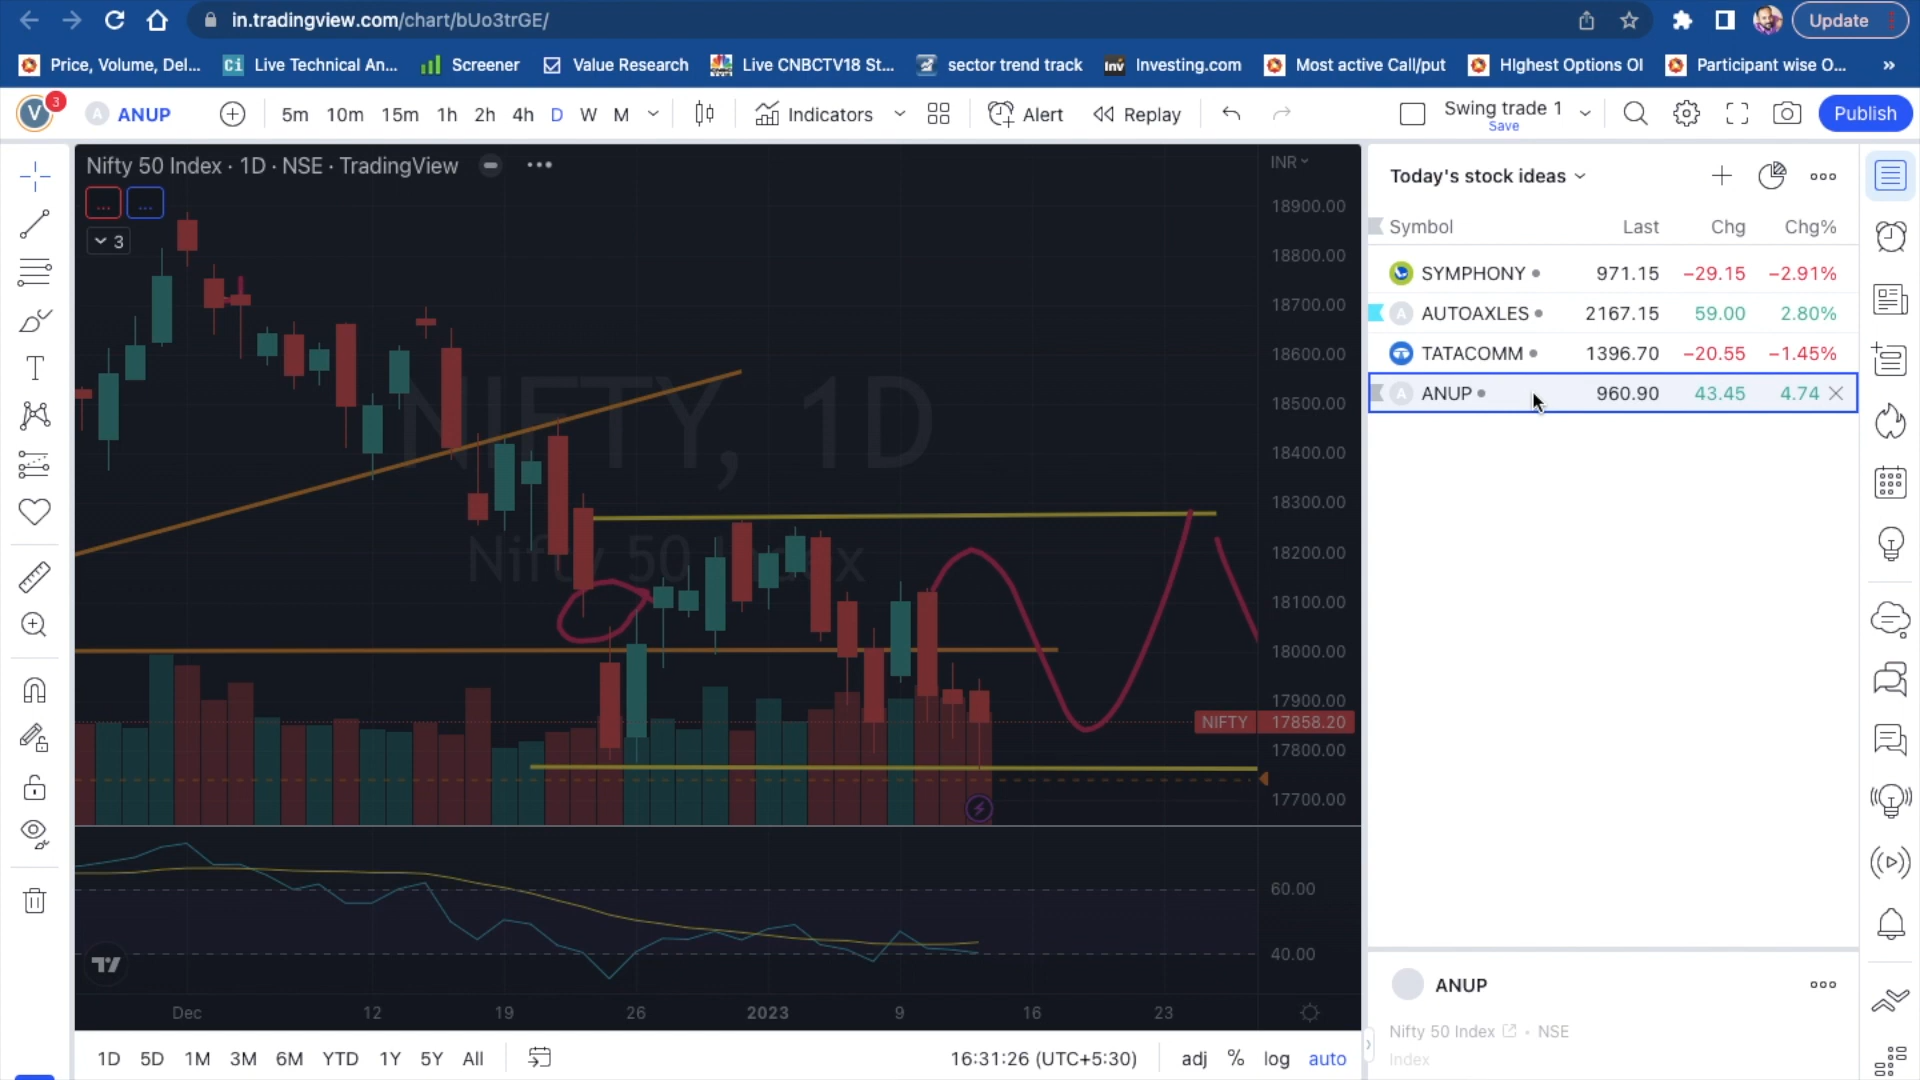 in.tradingview.com/chart/bUo3trGE/
Update
Price, Volume, Del...
Ci
Live Technical An...
Screener
Value Research
Live CNBCTV18 St...
sector trend track
Inv
Investing.com
Most active Call/put
HIghest Options OI
Participant wise O...
»
V
3
A
ANUP
5m
10m
15m
1h
2h
4h
D
W
M
Indicators
Alert
Replay
Swing trade 1
Save
Publish
Nifty 50 Index · 1D · NSE · TradingView
...
...
3
NIFTY, 1D
Nifty 50 Index
INR
18900.00
18800.00
18700.00
18600.00
18500.00
18400.00
18300.00
18200.00
18100.00
18000.00
17900.00
NIFTY 17858.20
17800.00
17700.00
60.00
40.00
Dec
12
19
26
2023
9
16
23
1D
5D
1M
3M
6M
YTD
1Y
5Y
All
16:31:26 (UTC+5:30)
adj
%
log
auto
Today's stock ideas
Symbol Last Chg Chg%
SYMPHONY 971.15 −29.15 −2.91%
A AUTOAXLES 2167.15 59.00 2.80%
TATACOMM 1396.70 −20.55 −1.45%
A ANUP 960.90 43.45 4.74
ANUP
Nifty 50 Index • NSE
Index